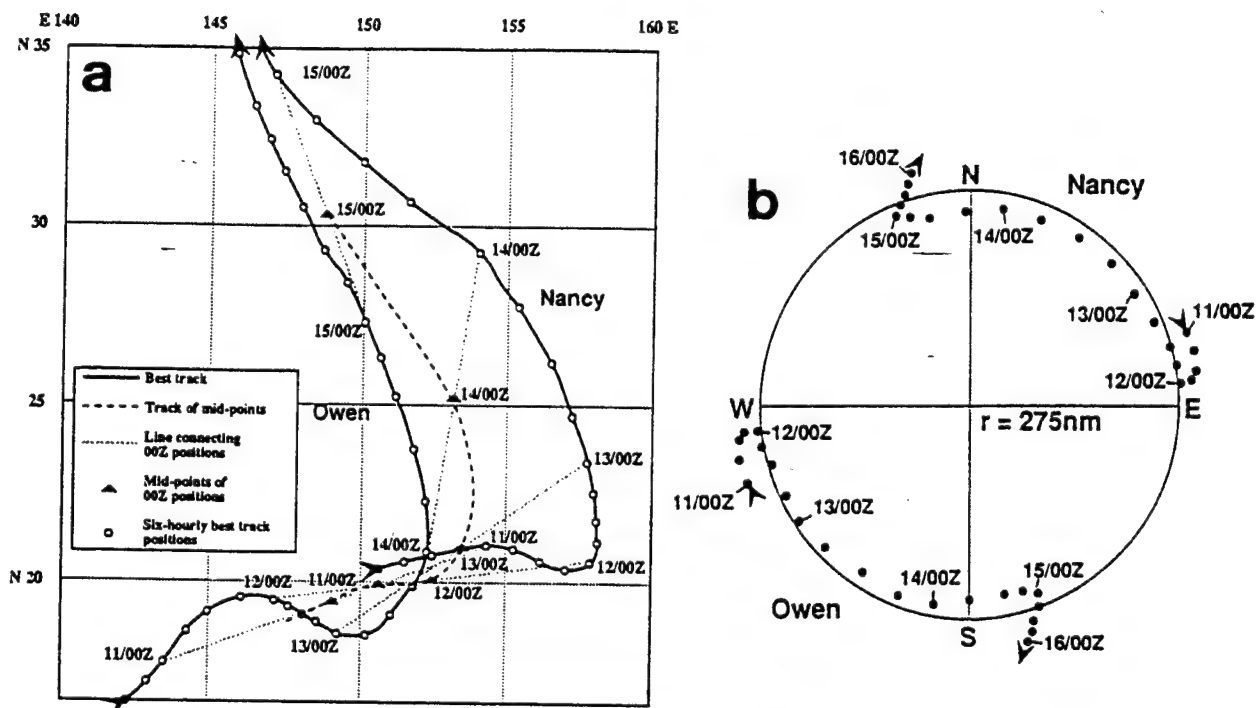 E 140
145
150
155
160 E
N 35
a
15/00Z
30
15/00Z
14/00Z
Nancy
15/00Z
Best track
Track of mid-points
Line connecting
00Z positions
Mid-points of
00Z positions
Six-hourly best track
positions
Owen
14/00Z
25
13/00Z
14/00Z
11/00Z
13/00Z
12/00Z
N 20
12/00Z
11/00Z
12/00Z
13/00Z
11/00Z
b
16/00Z
N
Nancy
15/00Z
14/00Z
13/00Z
11/00Z
12/00Z
W
E
r = 275nm
12/00Z
11/00Z
13/00Z
14/00Z
15/00Z
Owen
S
16/00Z